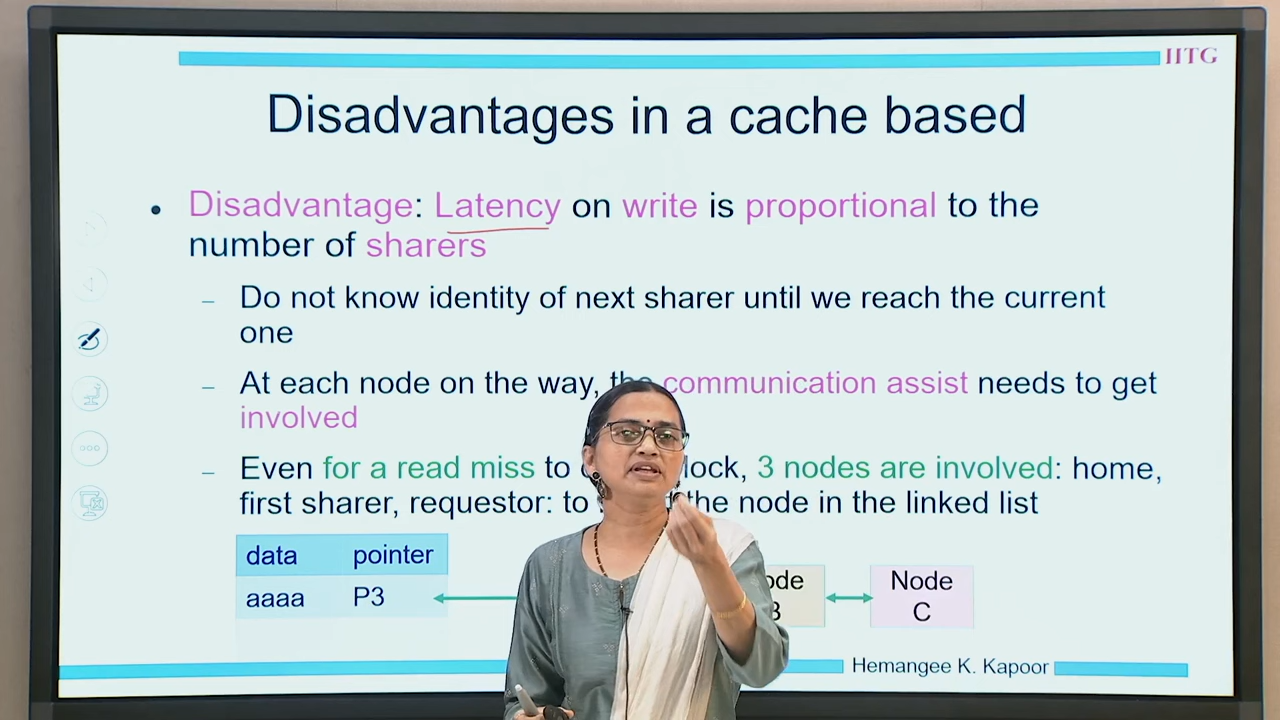 IITG
Disadvantages in a cache based
• Disadvantage: Latency on write is proportional to the
number of sharers
– Do not know identity of next sharer until we reach the current
one
– At each node on the way, the communication assist needs to get
involved
– Even for a read miss to lock, 3 nodes are involved: home,
first sharer, requestor: to the node in the linked list
data pointer
aaaa P3
Node
C
Hemangee K. Kapoor